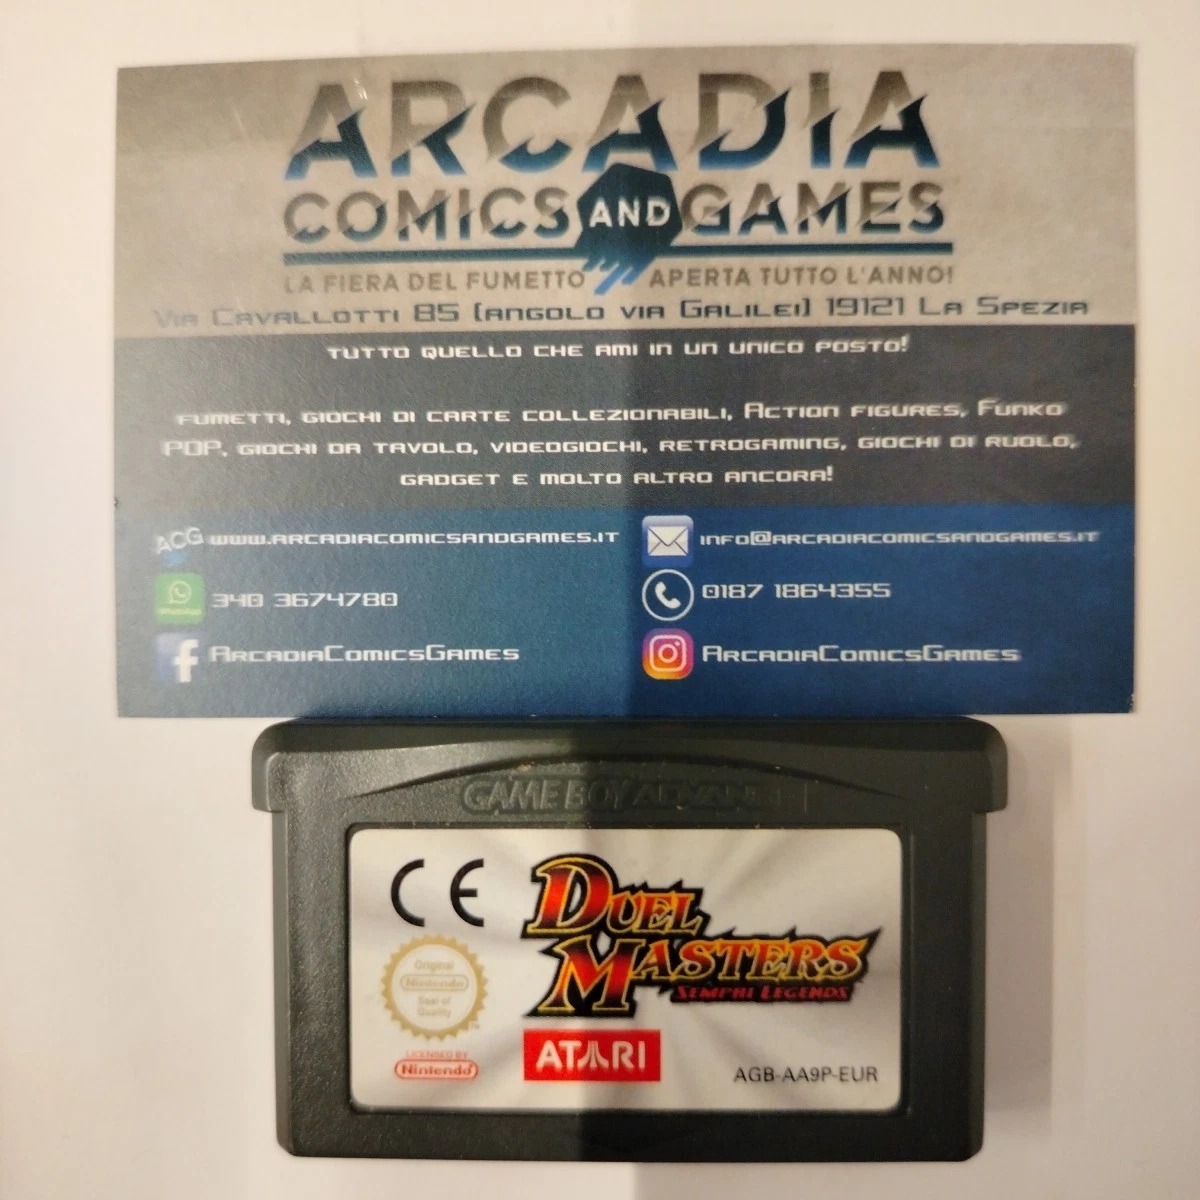 ARCADIA
COMICS AND GAMES
LA FIERA DEL FUMETTO APERTA TUTTO L'ANNO!
Via Cavallotti 85 (angolo via Galilei) 19121 La Spezia
tutto quello che ami in un unico posto!
fumetti, giochi di carte collezionabili, Action figures, Funko
POP, giochi da tavolo, videogiochi, retrogaming, giochi di ruolo,
gadget e molto altro ancora!
ACG www.arcadiacomicsandgames.it
info@arcadiacomicsandgames.it
WhatsApp 340 3674780
0187 1864355
f ArcadiaComicsGames
ArcadiaComicsGames
GAME BOY ADVANCE
CE
DUEL
MASTERS
SEMPAI LEGENDS
Original
Nintendo
Seal of
Quality
TM
LICENSED BY
Nintendo
ATARI
AGB-AA9P-EUR